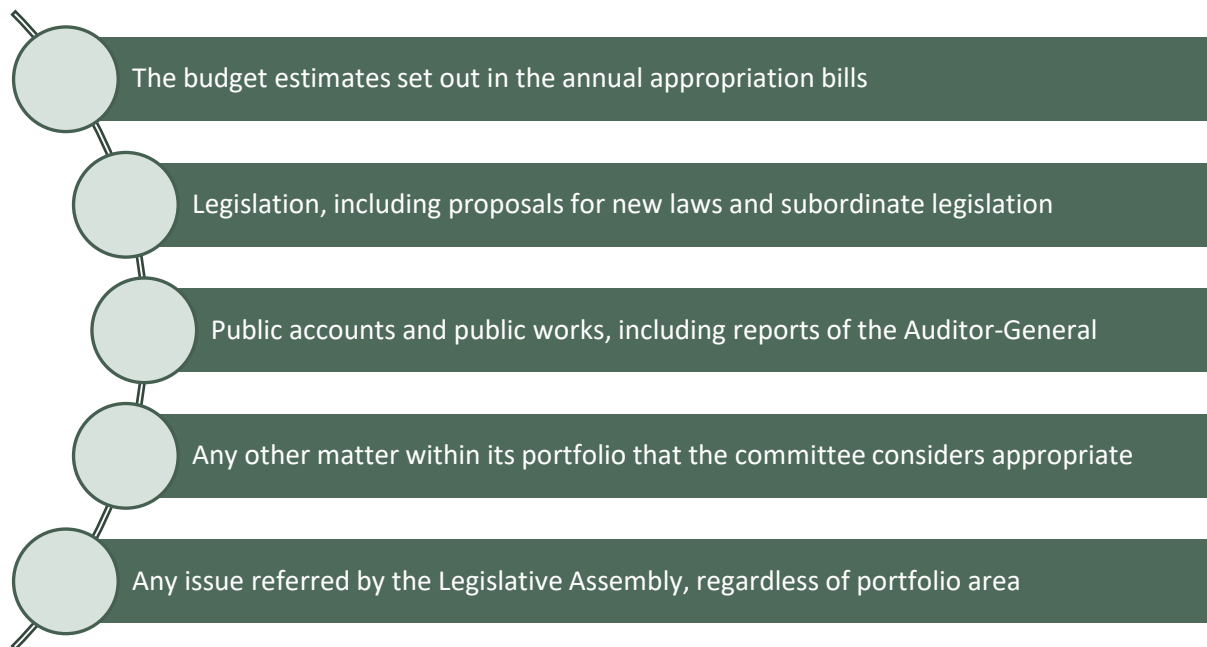 The budget estimates set out in the annual appropriation bills
Legislation, including proposals for new laws and subordinate legislation
Public accounts and public works, including reports of the Auditor-General
Any other matter within its portfolio that the committee considers appropriate
Any issue referred by the Legislative Assembly, regardless of portfolio area